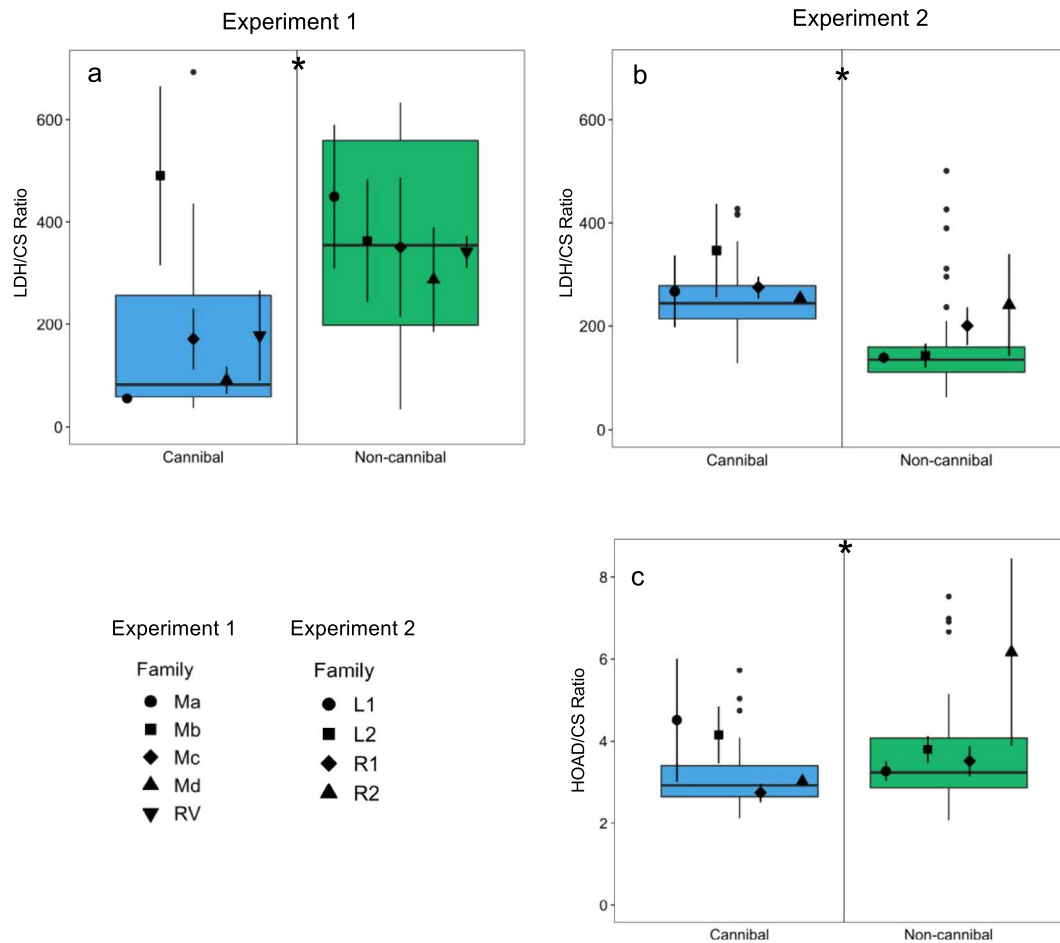 Experiment 1
Experiment 2
a
*
LDH/CS Ratio
600
400
200
0
Cannibal
Non-cannibal
b
*
LDH/CS Ratio
600
400
200
0
Cannibal
Non-cannibal
c
*
HOAD/CS Ratio
8
6
4
2
0
Cannibal
Non-cannibal
Experiment 1
Family
Ma
Mb
Mc
Md
RV
Experiment 2
Family
L1
L2
R1
R2